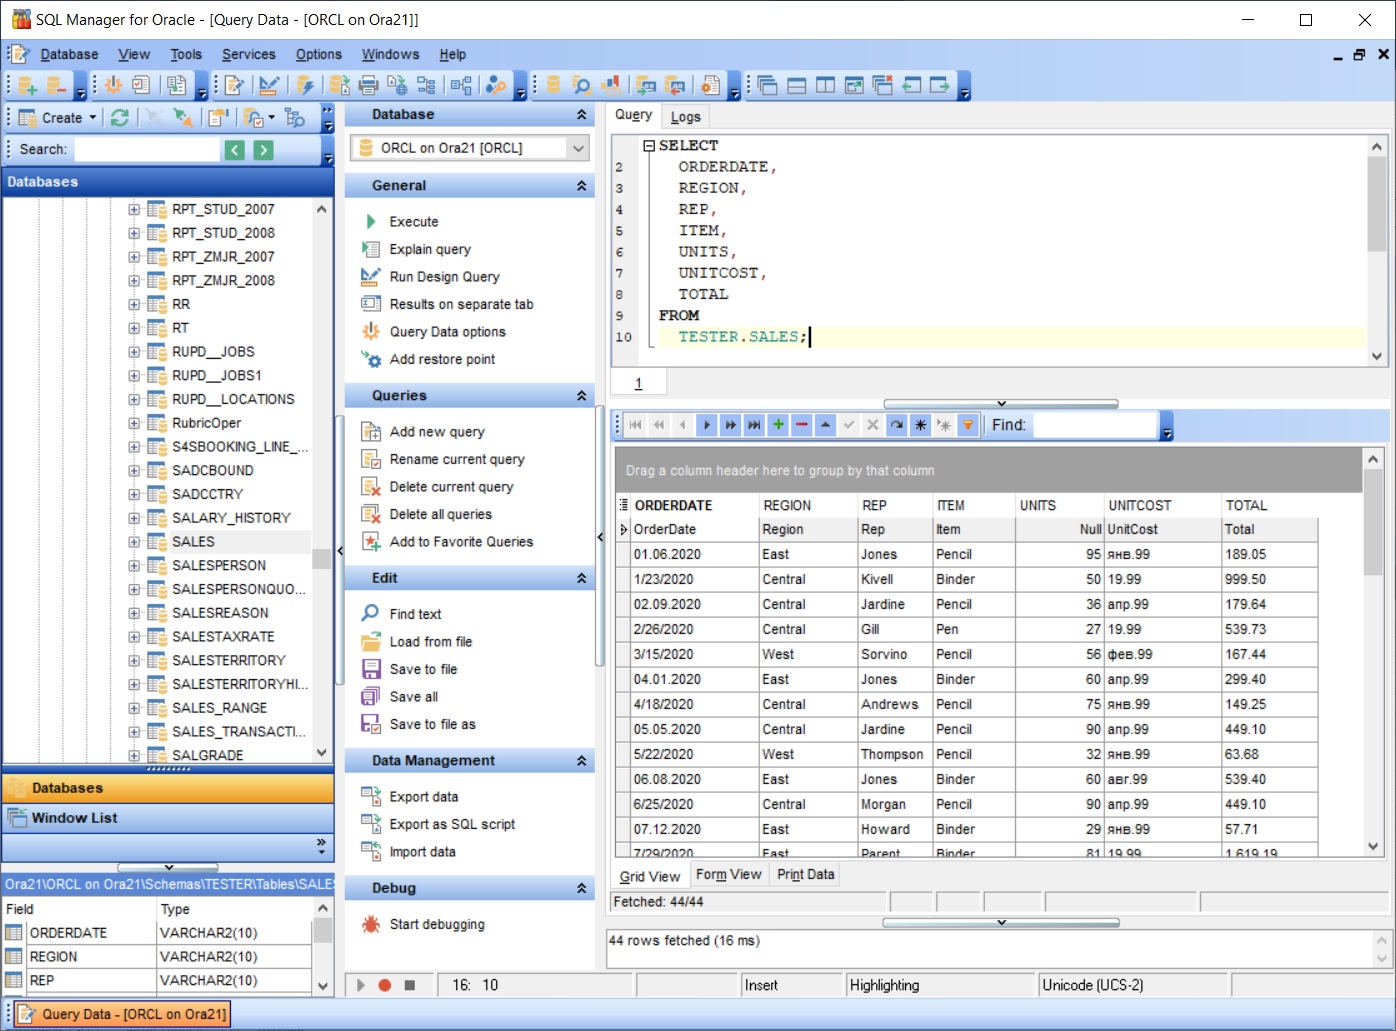 SQL Manager for Oracle - [Query Data - [ORCL on Ora21]]
Database View Tools Services Options Windows Help
Create
Search:
Databases
RPT_STUD_2007
RPT_STUD_2008
RPT_ZMJR_2007
RPT_ZMJR_2008
RR
RT
RUPD__JOBS
RUPD__JOBS1
RUPD__LOCATIONS
RubricOper
S4SBOOKING_LINE_...
SADCBOUND
SADCCTRY
SALARY_HISTORY
SALES
SALESPERSON
SALESPERSONQUO...
SALESREASON
SALESTAXRATE
SALESTERRITORY
SALESTERRITORYHI...
SALES_RANGE
SALES_TRANSACTI...
SALGRADE
Databases
Window List
Ora21\ORCL on Ora21\Schemas\TESTER\Tables\SALE
Field Type
ORDERDATE VARCHAR2(10)
REGION VARCHAR2(10)
REP VARCHAR2(10)
Database
ORCL on Ora21 [ORCL]
General
Execute
Explain query
Run Design Query
Results on separate tab
Query Data options
Add restore point
Queries
Add new query
Rename current query
Delete current query
Delete all queries
Add to Favorite Queries
Edit
Find text
Load from file
Save to file
Save all
Save to file as
Data Management
Export data
Export as SQL script
Import data
Debug
Start debugging
Query Logs
SELECT
2 ORDERDATE,
3 REGION,
4 REP,
5 ITEM,
6 UNITS,
7 UNITCOST,
8 TOTAL
9 FROM
10 TESTER.SALES;
1
Find:
Drag a column header here to group by that column
ORDERDATE REGION REP ITEM UNITS UNITCOST TOTAL
OrderDate Region Rep Item Null UnitCost Total
01.06.2020 East Jones Pencil 95 янв.99 189.05
1/23/2020 Central Kivell Binder 50 19.99 999.50
02.09.2020 Central Jardine Pencil 36 апр.99 179.64
2/26/2020 Central Gill Pen 27 19.99 539.73
3/15/2020 West Sorvino Pencil 56 фев.99 167.44
04.01.2020 East Jones Binder 60 апр.99 299.40
4/18/2020 Central Andrews Pencil 75 янв.99 149.25
05.05.2020 Central Jardine Pencil 90 апр.99 449.10
5/22/2020 West Thompson Pencil 32 янв.99 63.68
06.08.2020 East Jones Binder 60 авг.99 539.40
6/25/2020 Central Morgan Pencil 90 апр.99 449.10
07.12.2020 East Howard Binder 29 янв.99 57.71
7/29/2020 East Parent Binder 81 19.99 1,619.19
Grid View Form View Print Data
Fetched: 44/44
44 rows fetched (16 ms)
16: 10 Insert Highlighting Unicode (UCS-2)
Query Data - [ORCL on Ora21]